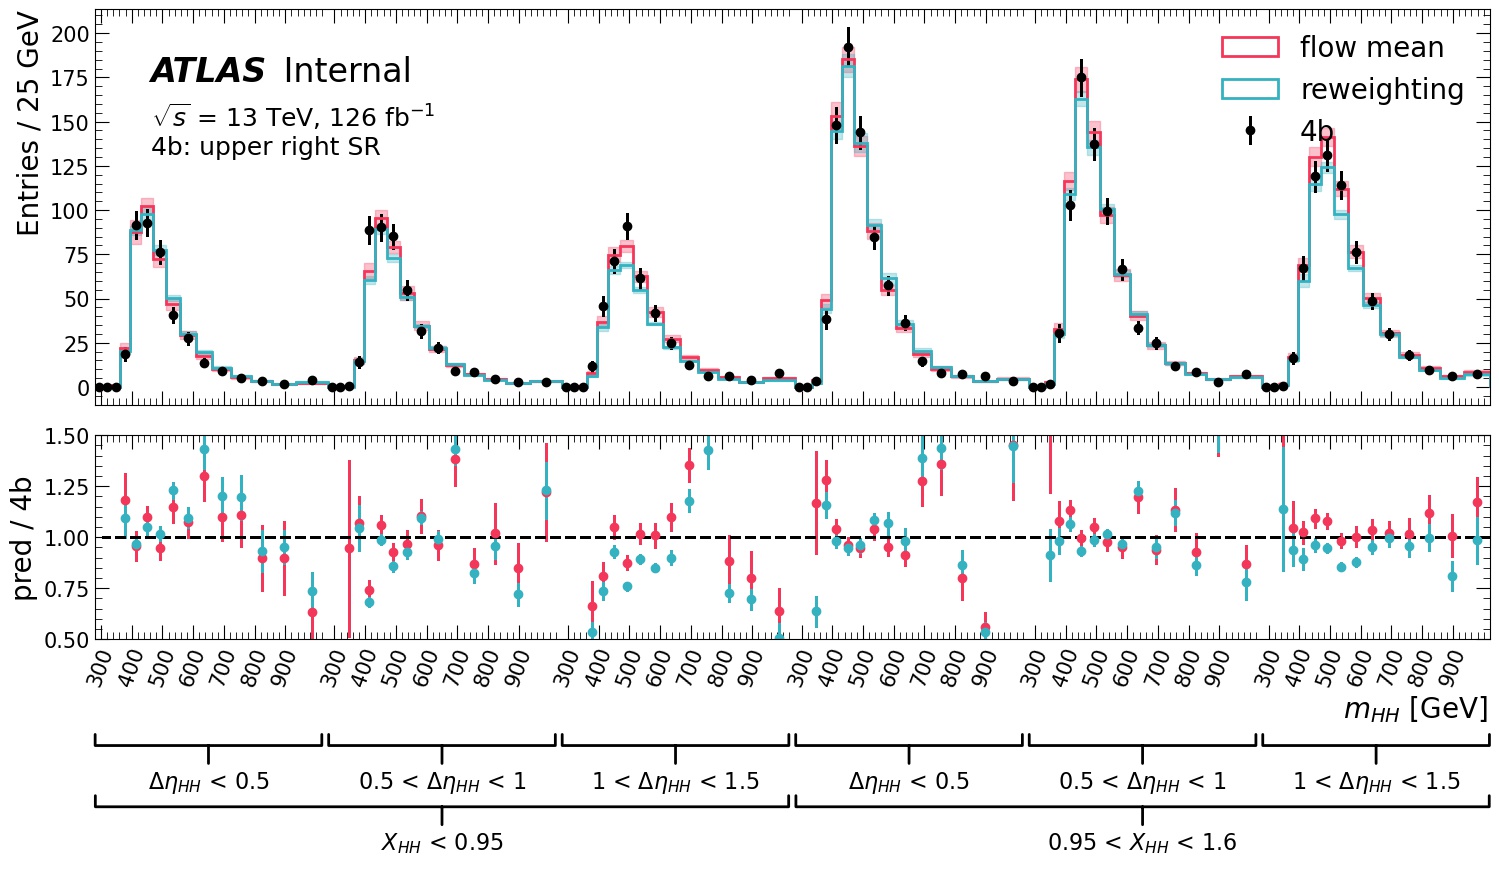 Entries / 25 GeV
200
175
150
125
100
75
50
25
0
ATLAS Internal
√s = 13 TeV, 126 fb⁻¹
4b: upper right SR
flow mean
reweighting
4b
pred / 4b
1.50
1.25
1.00
0.75
0.50
300 400 500 600 700 800 900 300 400 500 600 700 800 900 300 400 500 600 700 800 900 300 400 500 600 700 800 900 300 400 500 600 700 800 900 300 400 500 600 700 800 900
m_HH [GeV]
Δη_HH < 0.5 0.5 < Δη_HH < 1 1 < Δη_HH < 1.5 Δη_HH < 0.5 0.5 < Δη_HH < 1 1 < Δη_HH < 1.5
X_HH < 0.95 0.95 < X_HH < 1.6